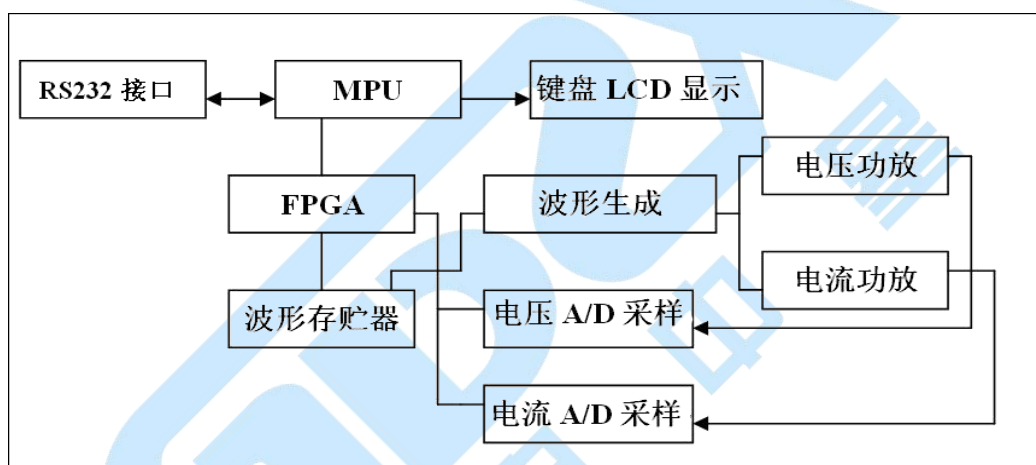 RS232 接口
MPU
键盘 LCD 显示
FPGA
波形生成
电压功放
电流功放
波形存贮器
电压 A/D 采样
电流 A/D 采样